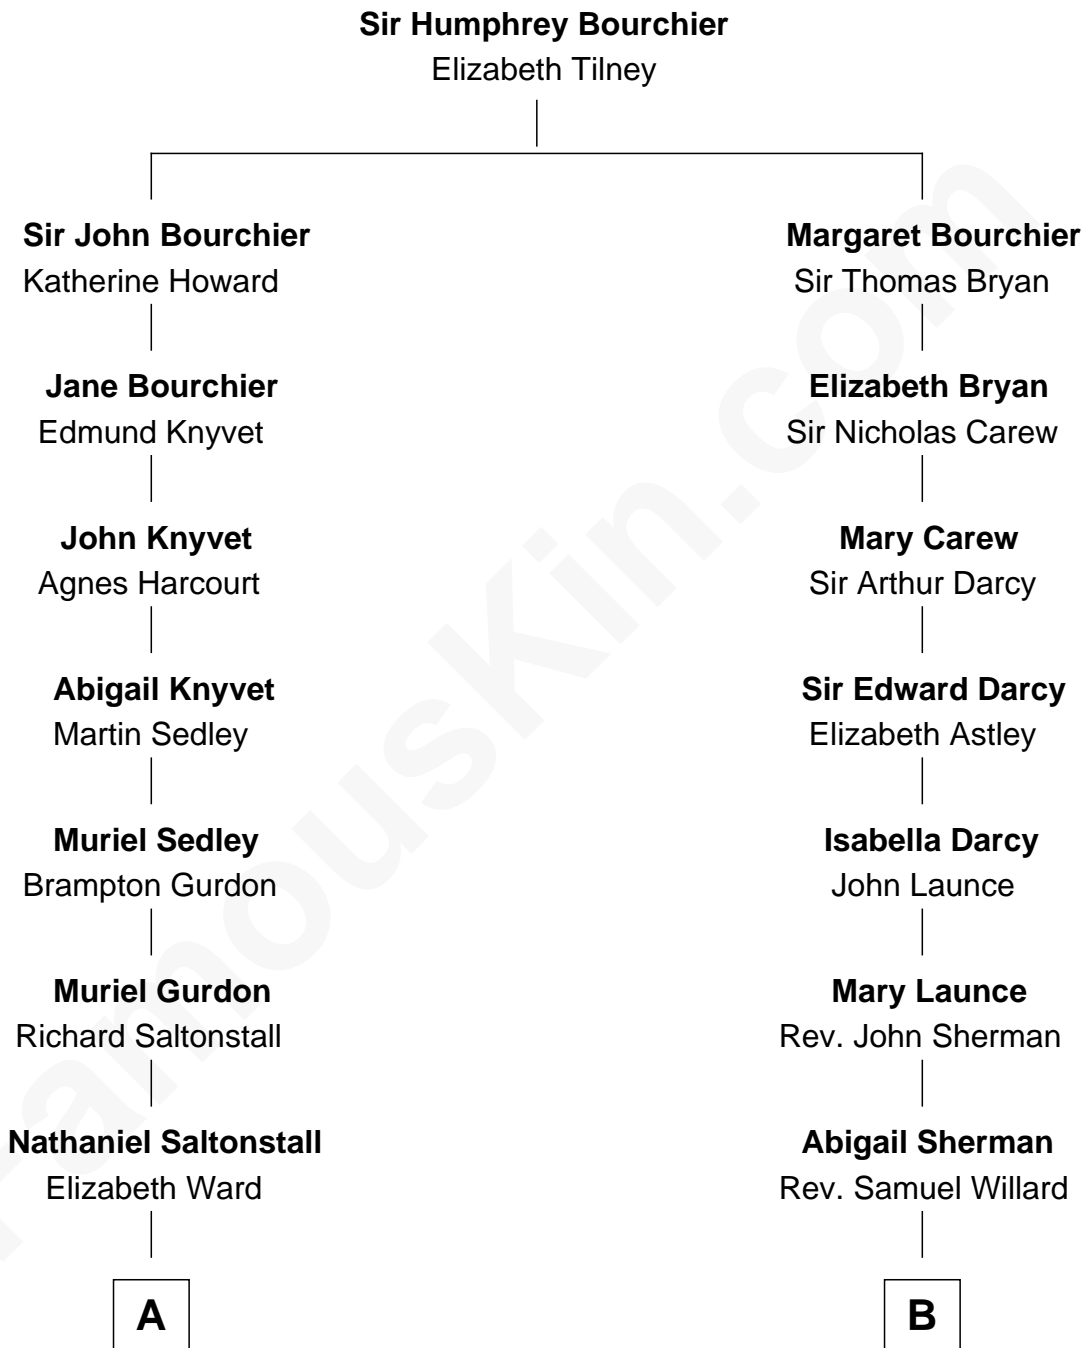 Sir Humphrey Bourchier
Elizabeth Tilney
Sir John Bourchier
Katherine Howard
Margaret Bourchier
Sir Thomas Bryan
Jane Bourchier
Edmund Knyvet
Elizabeth Bryan
Sir Nicholas Carew
John Knyvet
Agnes Harcourt
Mary Carew
Sir Arthur Darcy
Abigail Knyvet
Martin Sedley
Sir Edward Darcy
Elizabeth Astley
Muriel Sedley
Brampton Gurdon
Isabella Darcy
John Launce
Muriel Gurdon
Richard Saltonstall
Mary Launce
Rev. John Sherman
Nathaniel Saltonstall
Elizabeth Ward
Abigail Sherman
Rev. Samuel Willard
A
B
FamousKin.com